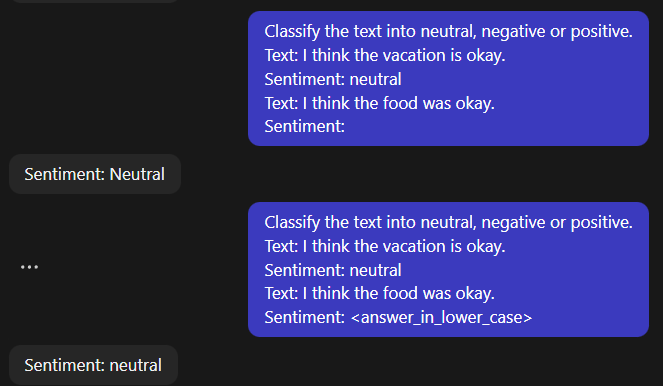 Classify the text into neutral, negative or positive.
Text: I think the vacation is okay.
Sentiment: neutral
Text: I think the food was okay.
Sentiment:
Sentiment: Neutral
Classify the text into neutral, negative or positive.
Text: I think the vacation is okay.
Sentiment: neutral
Text: I think the food was okay.
Sentiment: <answer_in_lower_case>
...
Sentiment: neutral